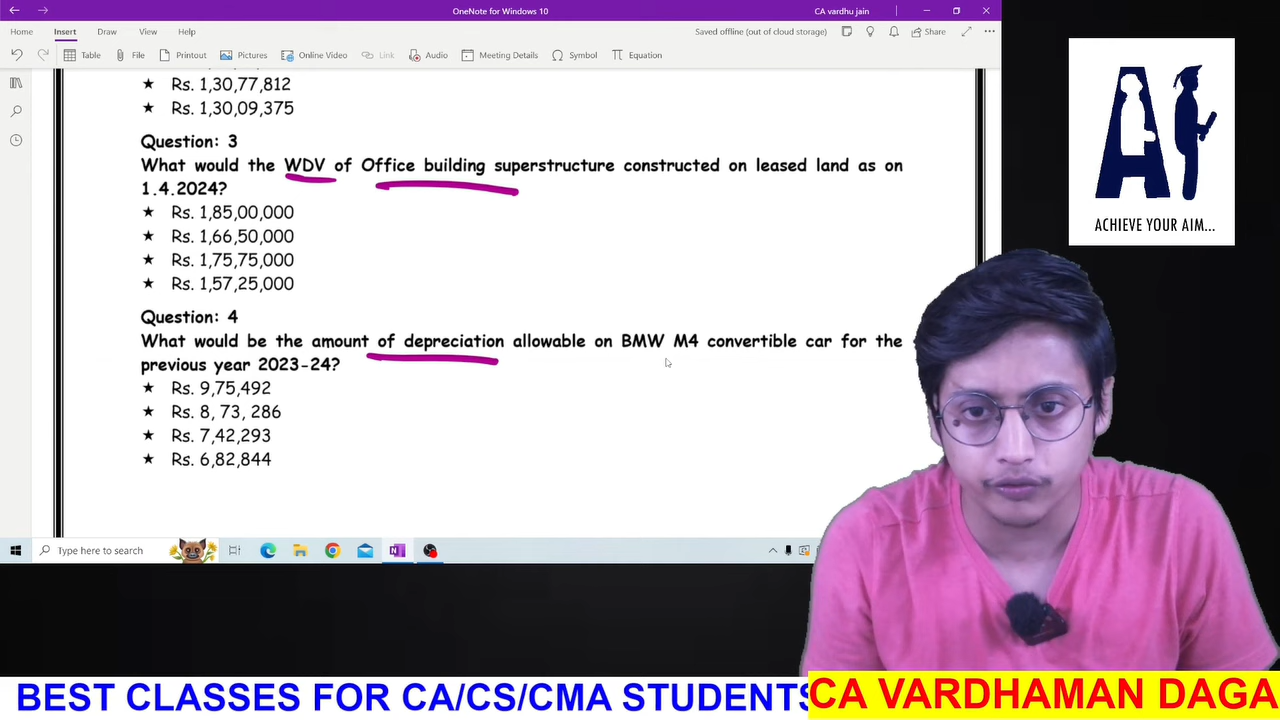 OneNote for Windows 10
CA vardhu jain
Home Insert Draw View Help
Saved offline (out of cloud storage)
Share
Table File Printout Pictures Online Video Link Audio Meeting Details Symbol Equation
★ Rs. 1,30,77,812
★ Rs. 1,30,09,375
Question: 3
What would the WDV of Office building superstructure constructed on leased land as on
1.4.2024?
★ Rs. 1,85,00,000
★ Rs. 1,66,50,000
★ Rs. 1,75,75,000
★ Rs. 1,57,25,000
Question: 4
What would be the amount of depreciation allowable on BMW M4 convertible car for the
previous year 2023-24?
★ Rs. 9,75,492
★ Rs. 8, 73, 286
★ Rs. 7,42,293
★ Rs. 6,82,844
Type here to search
ACHIEVE YOUR AIM...
BEST CLASSES FOR CA/CS/CMA STUDENTS
CA VARDHAMAN DAGA